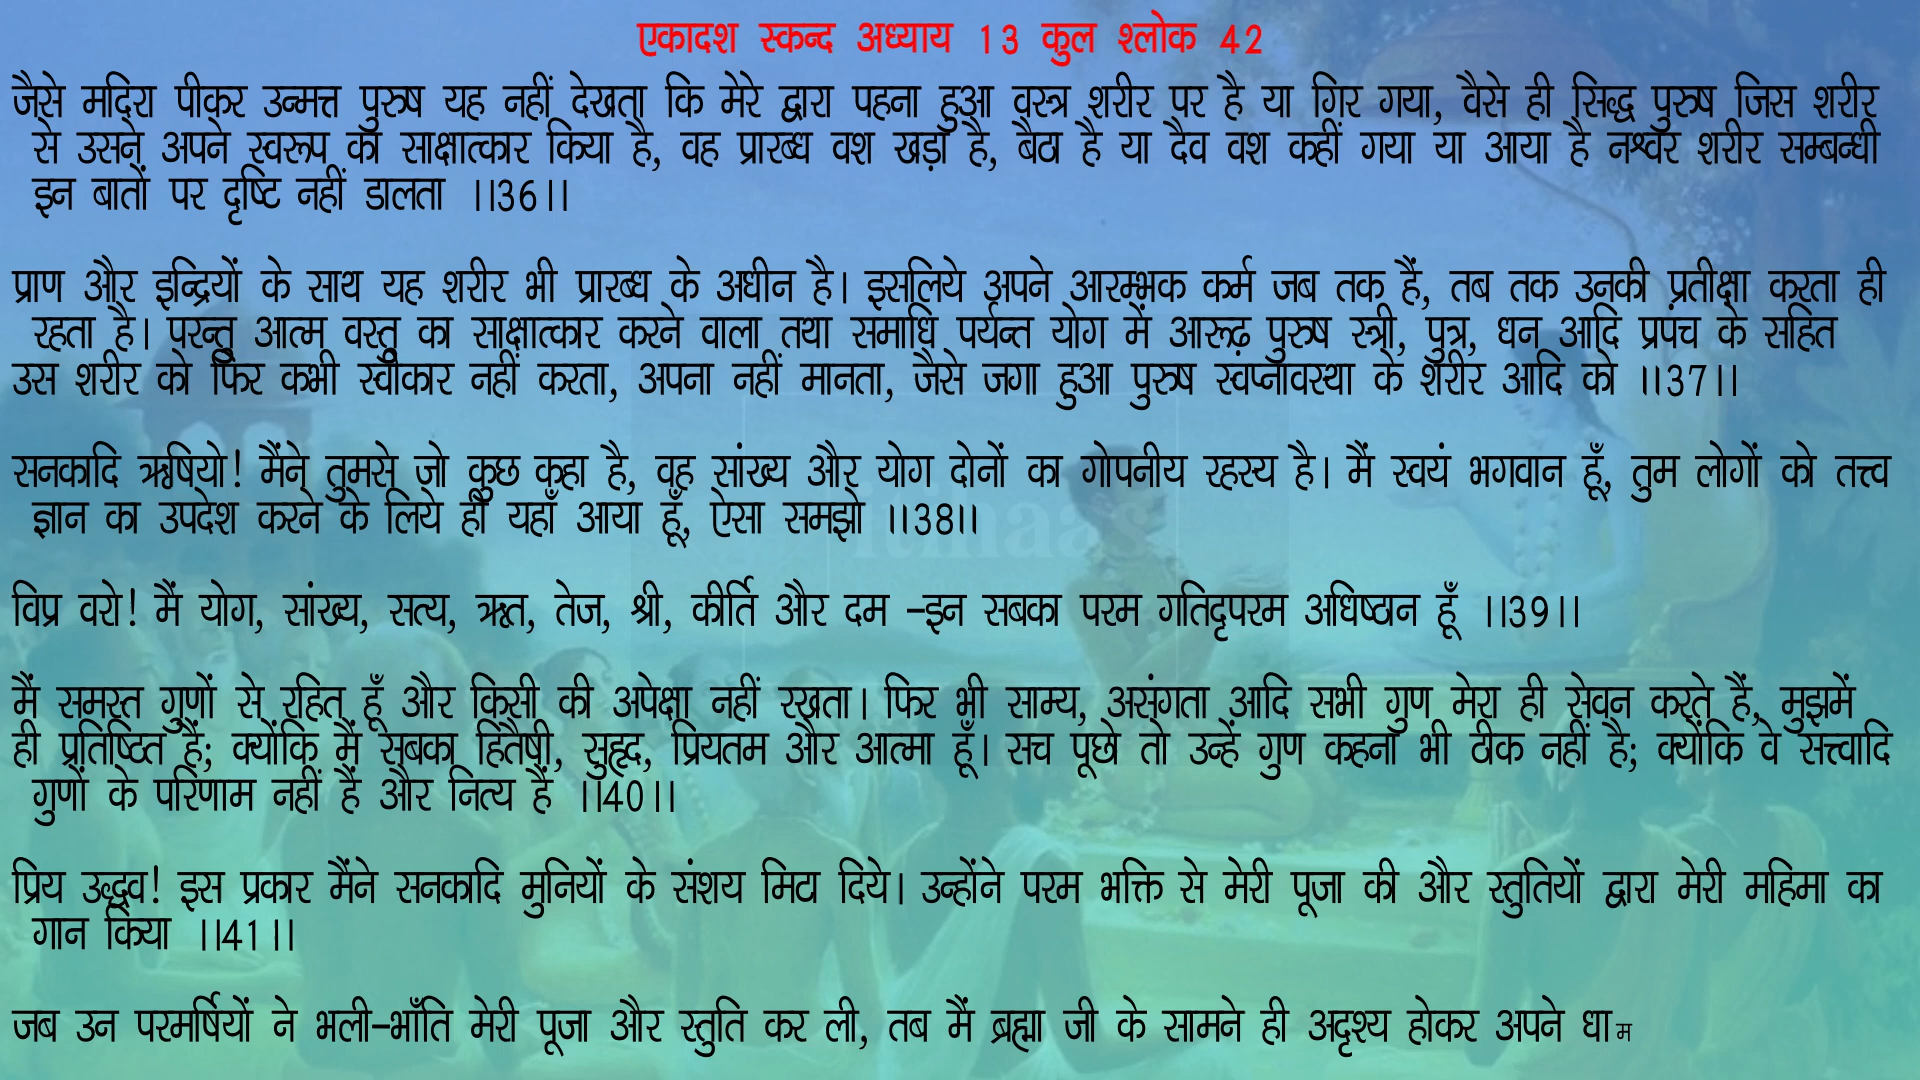 एकादश स्कन्द अध्याय 13 कुल श्लोक 42
जैसे मदिरा पीकर उन्मत्त पुरुष यह नहीं देखता कि मेरे द्वारा पहना हुआ वस्त्र शरीर पर है या गिर गया, वैसे ही सिद्ध पुरुष जिस शरीर
से उसने अपने स्वरूप का साक्षात्कार किया है, वह प्रारब्ध वश खड़ा है, बैठा है या दैव वश कहीं गया या आया है नश्वर शरीर सम्बन्धी
इन बातों पर दृष्टि नहीं डालता ।।36।।
प्राण और इन्द्रियों के साथ यह शरीर भी प्रारब्ध के अधीन है। इसलिये अपने आरम्भक कर्म जब तक हैं, तब तक उनकी प्रतीक्षा करता ही
रहता है। परन्तु आत्म वस्तु का साक्षात्कार करने वाला तथा समाधि पर्यन्त योग में आरूढ़ पुरुष स्त्री, पुत्र, धन आदि प्रपंच के सहित
उस शरीर को फिर कभी स्वीकार नहीं करता, अपना नहीं मानता, जैसे जगा हुआ पुरुष स्वप्नावस्था के शरीर आदि को ।।37।।
सनकादि ऋषियो! मैंने तुमसे जो कुछ कहा है, वह सांख्य और योग दोनों का गोपनीय रहस्य है। मैं स्वयं भगवान हूँ, तुम लोगों को तत्त्व
ज्ञान का उपदेश करने के लिये ही यहाँ आया हूँ, ऐसा समझो ।।38।।
विप्र वरो! मैं योग, सांख्य, सत्य, ऋत, तेज, श्री, कीर्ति और दम -इन सबका परम गतिदृपरम अधिष्ठान हूँ ।।39।।
मैं समस्त गुणों से रहित हूँ और किसी की अपेक्षा नहीं रखता। फिर भी साम्य, असंगता आदि सभी गुण मेरा ही सेवन करते हैं, मुझमें
ही प्रतिष्ठित हैं; क्योंकि मैं सबका हितैषी, सुहृद, प्रियतम और आत्मा हूँ। सच पूछो तो उन्हें गुण कहना भी ठीक नहीं है; क्योंकि वे सत्त्वादि
गुणों के परिणाम नहीं हैं और नित्य हैं ।।40।।
प्रिय उद्धव! इस प्रकार मैंने सनकादि मुनियों के संशय मिटा दिये। उन्होंने परम भक्ति से मेरी पूजा की और स्तुतियों द्वारा मेरी महिमा का
गान किया ।।41।।
जब उन परमर्षियों ने भली-भाँति मेरी पूजा और स्तुति कर ली, तब मैं ब्रह्मा जी के सामने ही अदृश्य होकर अपने धाम